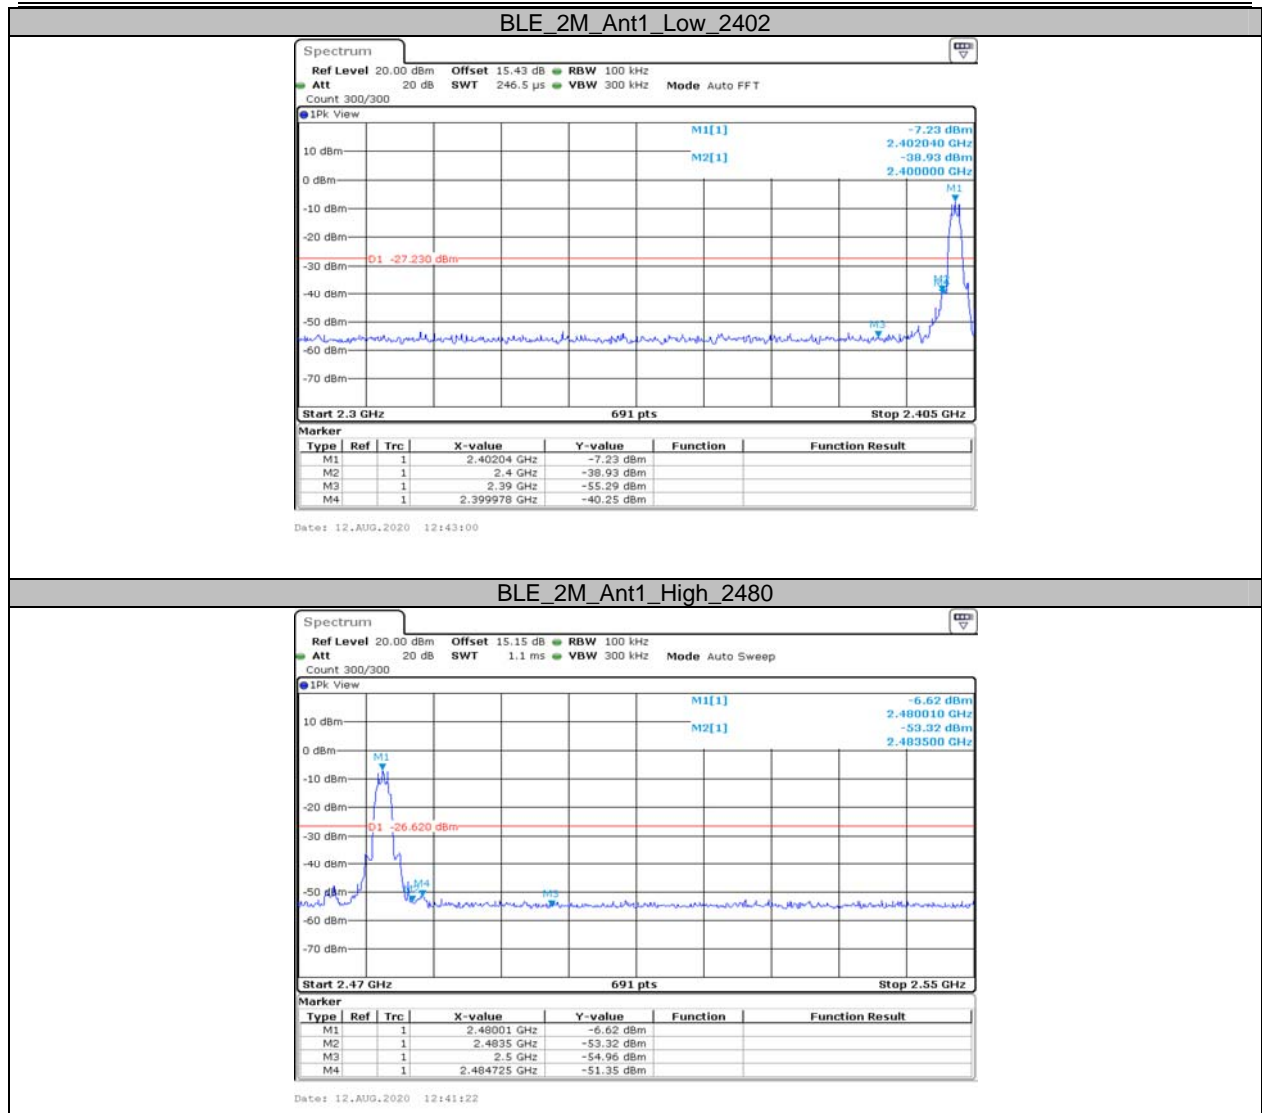 BLE_2M_Ant1_Low_2402
Spectrum
Ref Level 20.00 dBm Offset 15.43 dB RBW 100 kHz
Att 20 dB SWT 246.5 µs VBW 300 kHz Mode Auto FFT
Count 300/300
1Pk View
M1[1] -7.23 dBm
2.402040 GHz
M2[1] -38.93 dBm
2.400000 GHz
10 dBm
0 dBm
M1
-10 dBm
-20 dBm
D1 -27.230 dBm
-30 dBm
-40 dBm
-50 dBm
M3
-60 dBm
-70 dBm
Start 2.3 GHz 691 pts Stop 2.405 GHz
Marker
Type Ref Trc X-value Y-value Function Function Result
M1 1 2.40204 GHz -7.23 dBm
M2 1 2.4 GHz -38.93 dBm
M3 1 2.39 GHz -55.29 dBm
M4 1 2.399978 GHz -40.25 dBm
Date: 12.AUG.2020 12:43:00
BLE_2M_Ant1_High_2480
Spectrum
Ref Level 20.00 dBm Offset 15.15 dB RBW 100 kHz
Att 20 dB SWT 1.1 ms VBW 300 kHz Mode Auto Sweep
Count 300/300
1Pk View
M1[1] -6.62 dBm
2.480010 GHz
M2[1] -53.32 dBm
2.483500 GHz
10 dBm
0 dBm
M1
-10 dBm
-20 dBm
D1 -26.620 dBm
-30 dBm
-40 dBm
M4
-50 dBm
M3
-60 dBm
-70 dBm
Start 2.47 GHz 691 pts Stop 2.55 GHz
Marker
Type Ref Trc X-value Y-value Function Function Result
M1 1 2.48001 GHz -6.62 dBm
M2 1 2.4835 GHz -53.32 dBm
M3 1 2.5 GHz -54.96 dBm
M4 1 2.484725 GHz -51.35 dBm
Date: 12.AUG.2020 12:41:22